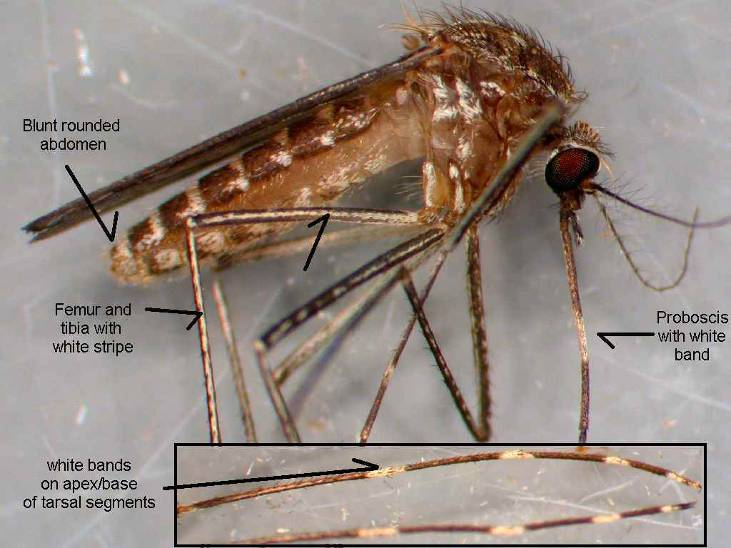 Blunt rounded
abdomen
Femur and
tibia with
white stripe
Proboscis
with white
band
white bands
on apex/base
of tarsal segments